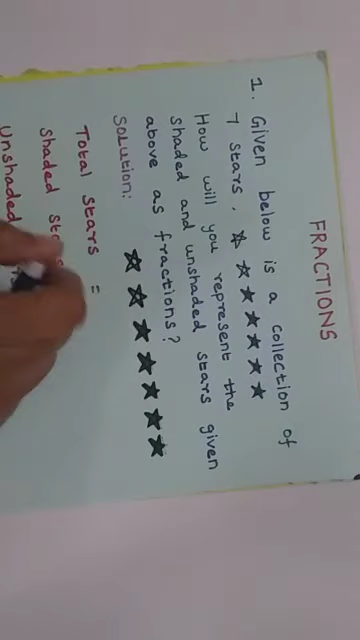 FRACTIONS
1. Given below is a collection of
7 stars. ☆ ★ ★ ★ ★ ★ ★
How will you represent the
shaded and unshaded stars given
above as fractions?
Solution: ☆ ☆ ★ ★ ★ ★ ★
Total stars =
Shaded
Unshaded